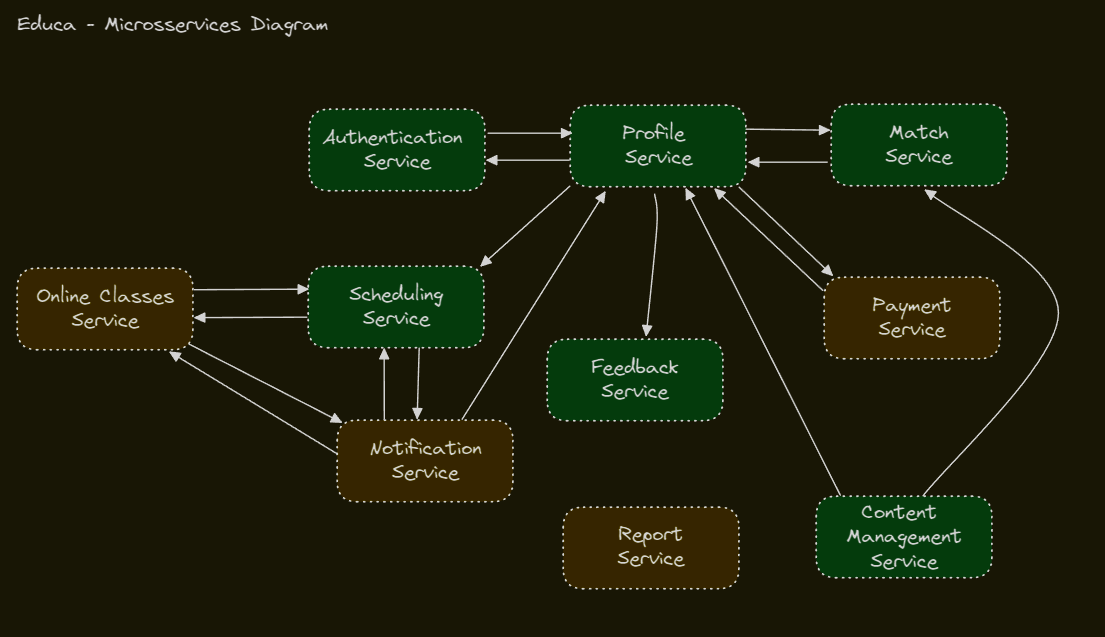 Educa - Microsservices Diagram
Authentication
Service
Profile
Service
Match
Service
Online Classes
Service
Scheduling
Service
Payment
Service
Feedback
Service
Notification
Service
Report
Service
Content
Management
Service